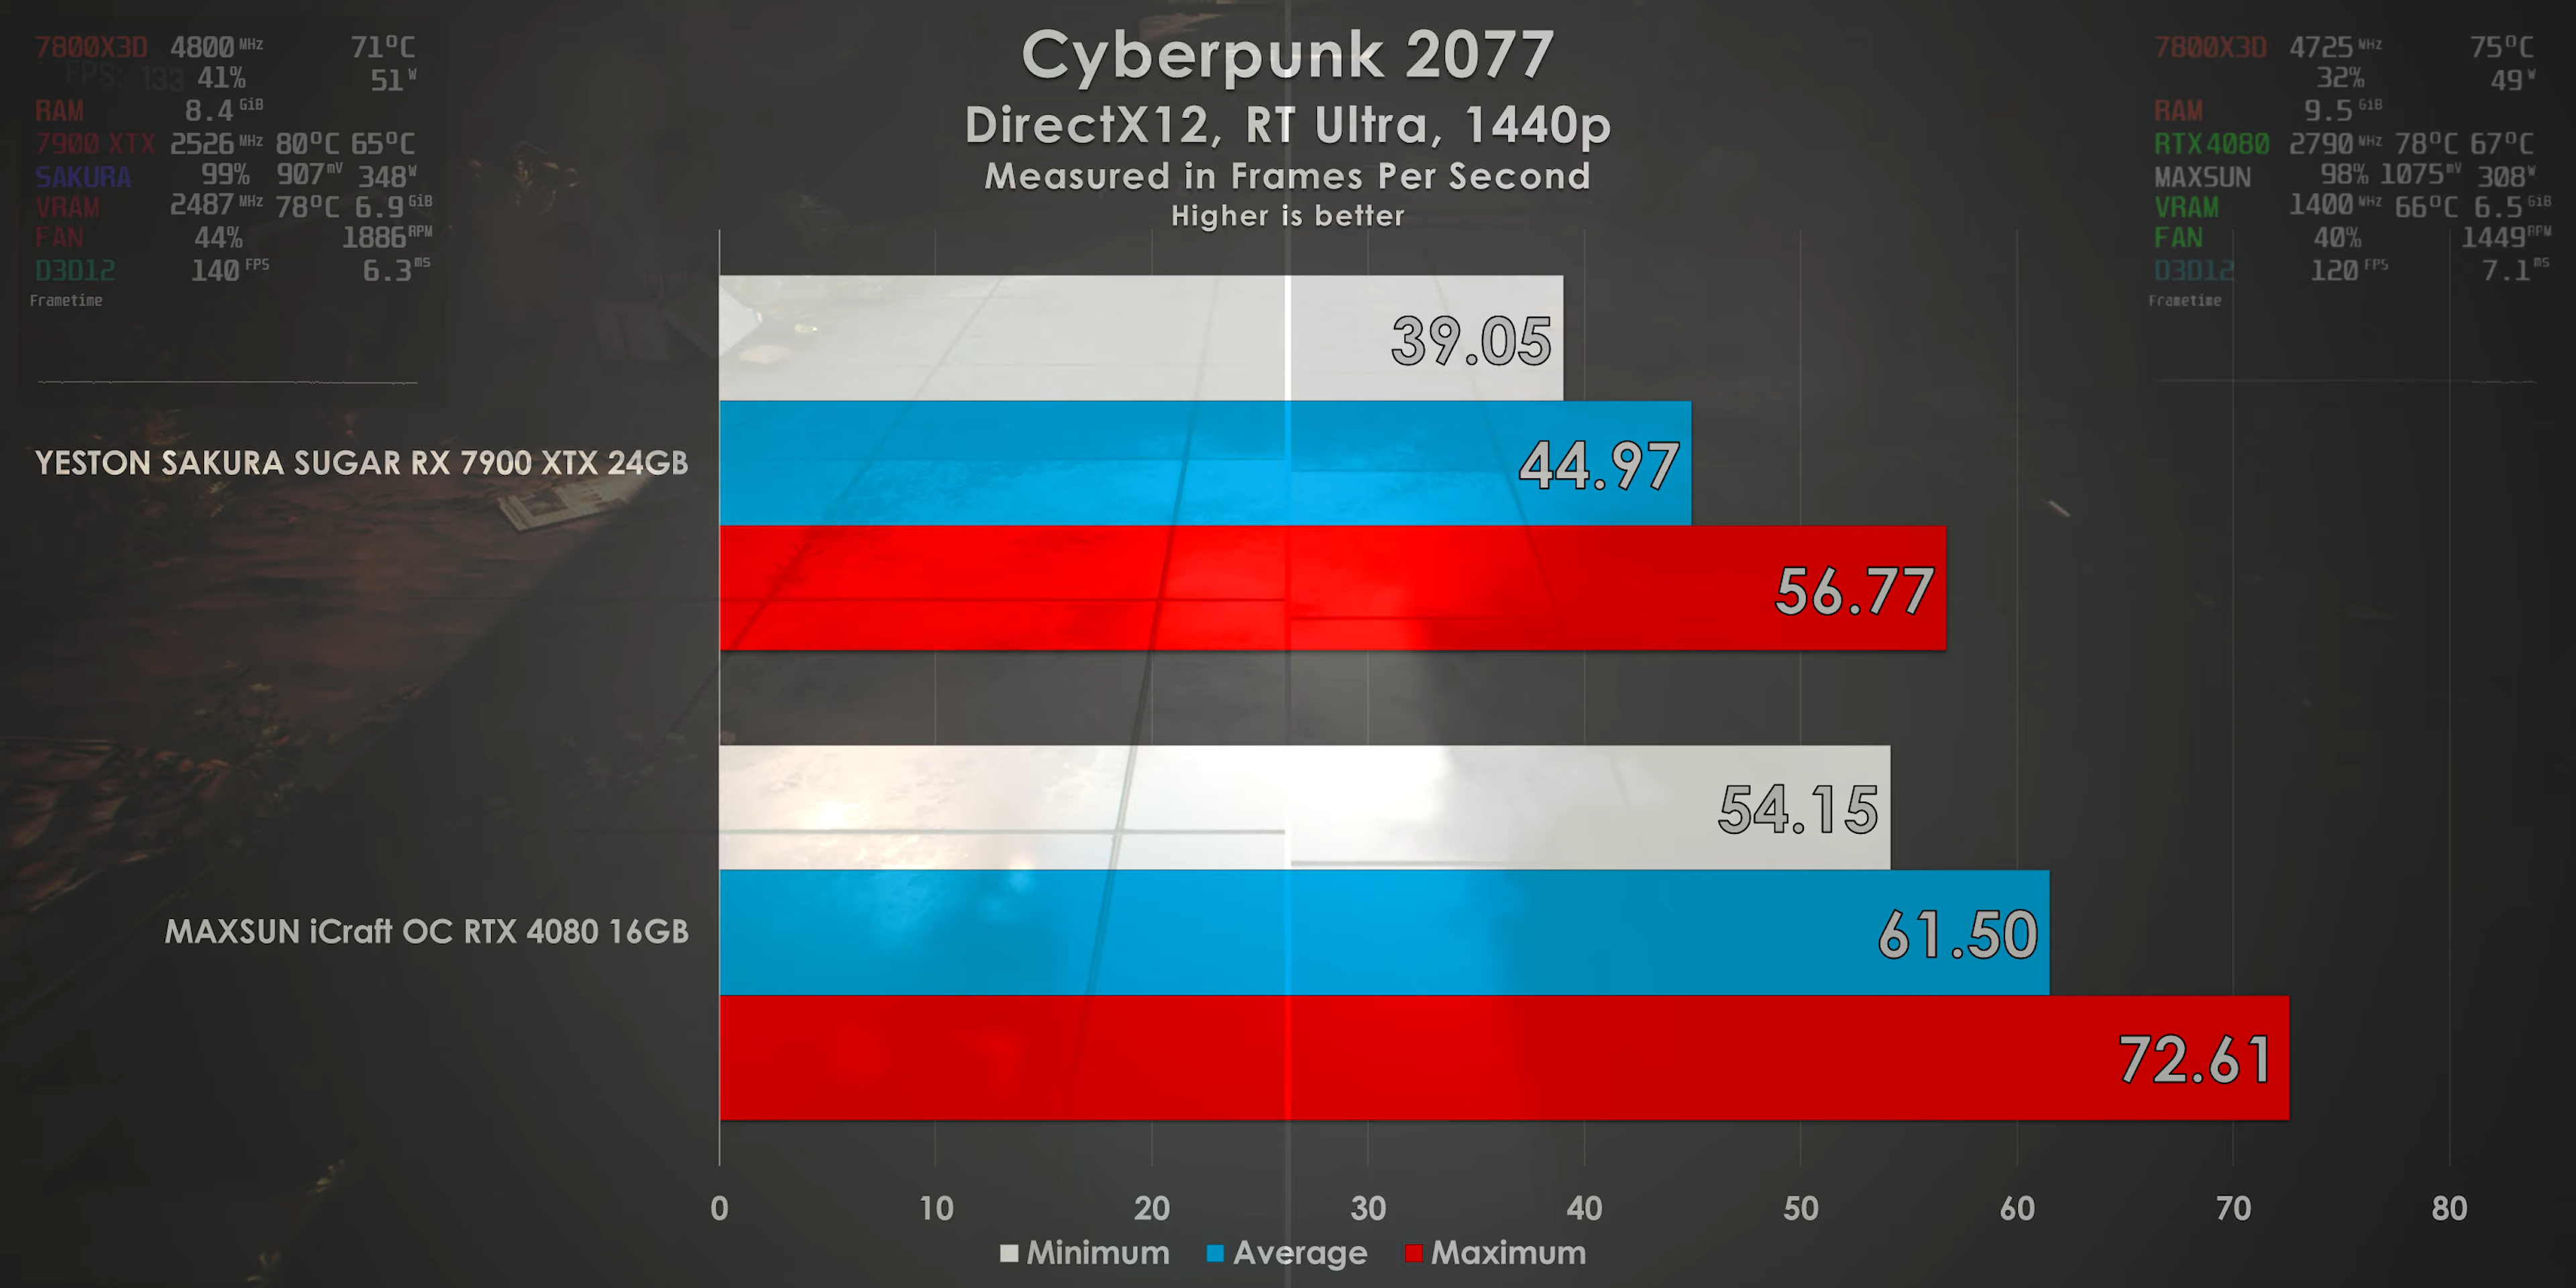 Cyberpunk 2077
DirectX12, RT Ultra, 1440p
Measured in Frames Per Second
Higher is better
7800X3D 4800 MHz 71°C
FPS: 133 41% 51 W
RAM 8.4 GiB
7900 XTX 2526 MHz 80°C 65°C
SAKURA 99% 907 mV 348 W
VRAM 2487 MHz 78°C 6.9 GiB
FAN 44% 1886 RPM
D3D12 140 FPS 6.3 ms
Frametime
7800X3D 4725 MHz 75°C
32% 49 W
RAM 9.5 GiB
RTX4080 2790 MHz 78°C 67°C
MAXSUN 98% 1075 mV 308 W
VRAM 1400 MHz 66°C 6.5 GiB
FAN 40% 1449 RPM
D3D12 120 FPS 7.1 ms
Frametime
39.05
YESTON SAKURA SUGAR RX 7900 XTX 24GB 44.97
56.77
54.15
MAXSUN iCraft OC RTX 4080 16GB 61.50
72.61
0 10 20 30 40 50 60 70 80
Minimum Average Maximum